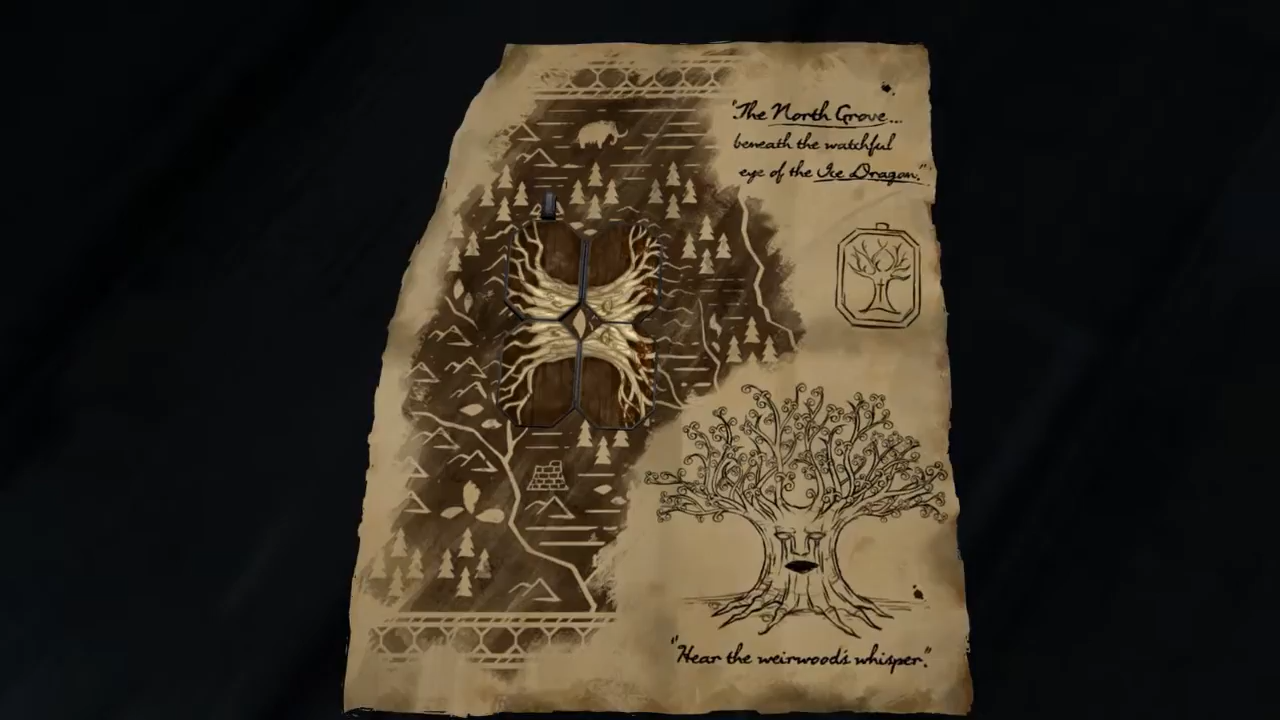 "The North Grove...
beneath the watchful
eye of the Ice Dragon."
"Hear the weirwood's whisper."